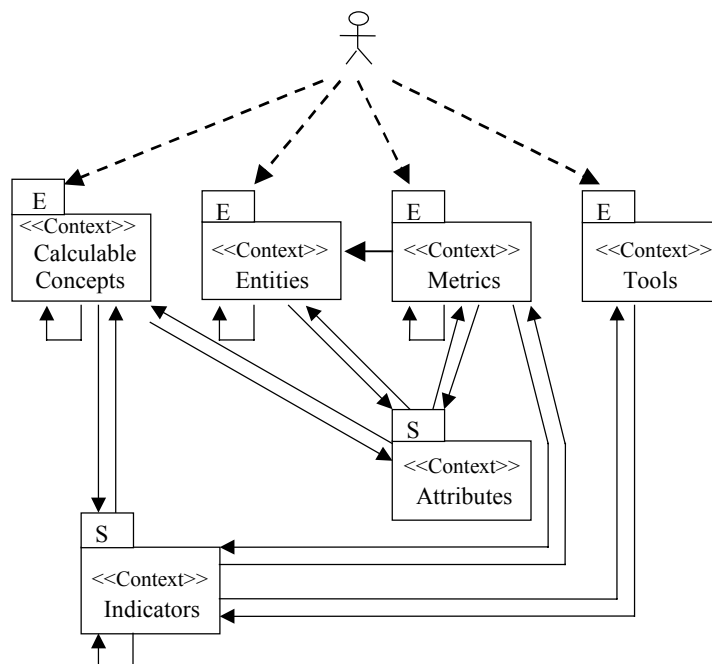 E
<<Context>>
Calculable
Concepts
E
<<Context>>
Entities
E
<<Context>>
Metrics
E
<<Context>>
Tools
S
<<Context>>
Attributes
S
<<Context>>
Indicators